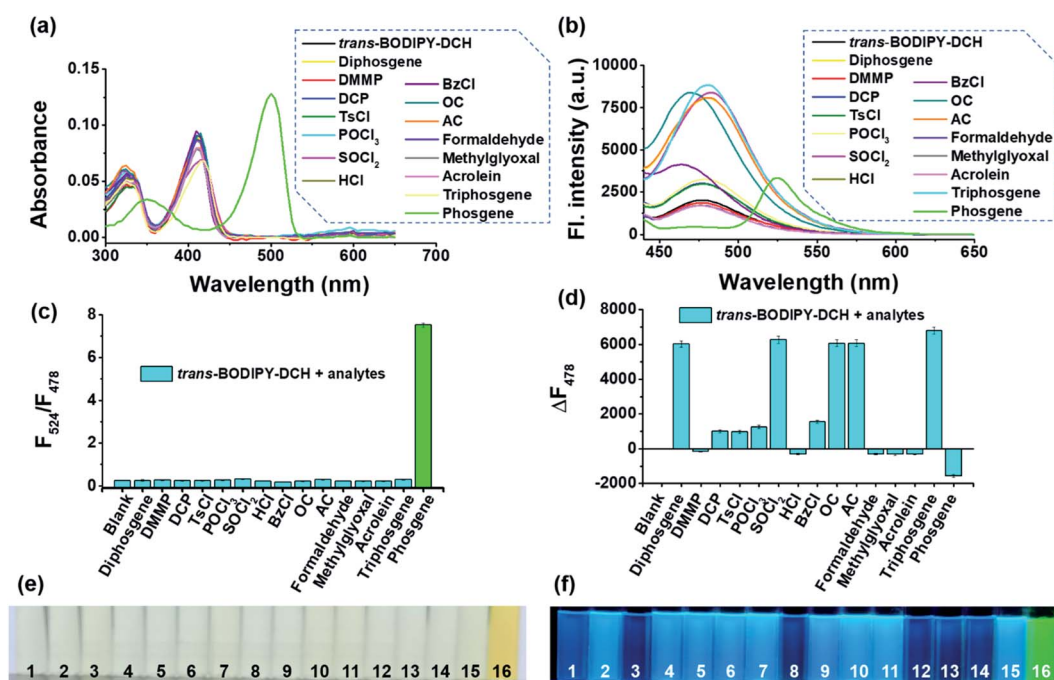 (a)
Absorbance
0.15
0.10
0.05
0.00
300
400
500
600
700
Wavelength (nm)
trans-BODIPY-DCH
Diphosgene
DMMP
DCP
TsCl
POCl₃
SOCl₂
HCl
BzCl
OC
AC
Formaldehyde
Methylglyoxal
Acrolein
Triphosgene
Phosgene
(b)
Fl. intensity (a.u.)
10000
7500
5000
2500
0
450
500
550
600
650
Wavelength (nm)
trans-BODIPY-DCH
Diphosgene
DMMP
DCP
TsCl
POCl₃
SOCl₂
HCl
BzCl
OC
AC
Formaldehyde
Methylglyoxal
Acrolein
Triphosgene
Phosgene
(c)
F₅₂₄/F₄₇₈
8
6
4
2
0
trans-BODIPY-DCH + analytes
Blank
Diphosgene
DMMP
DCP
TsCl
POCl₃
SOCl₂
HCl
BzCl
OC
AC
Formaldehyde
Methylglyoxal
Acrolein
Triphosgene
Phosgene
(d)
ΔF₄₇₈
8000
6000
4000
2000
0
-2000
trans-BODIPY-DCH + analytes
Blank
Diphosgene
DMMP
DCP
TsCl
POCl₃
SOCl₂
HCl
BzCl
OC
AC
Formaldehyde
Methylglyoxal
Acrolein
Triphosgene
Phosgene
(e)
1 2 3 4 5 6 7 8 9 10 11 12 13 14 15 16
(f)
1 2 3 4 5 6 7 8 9 10 11 12 13 14 15 16